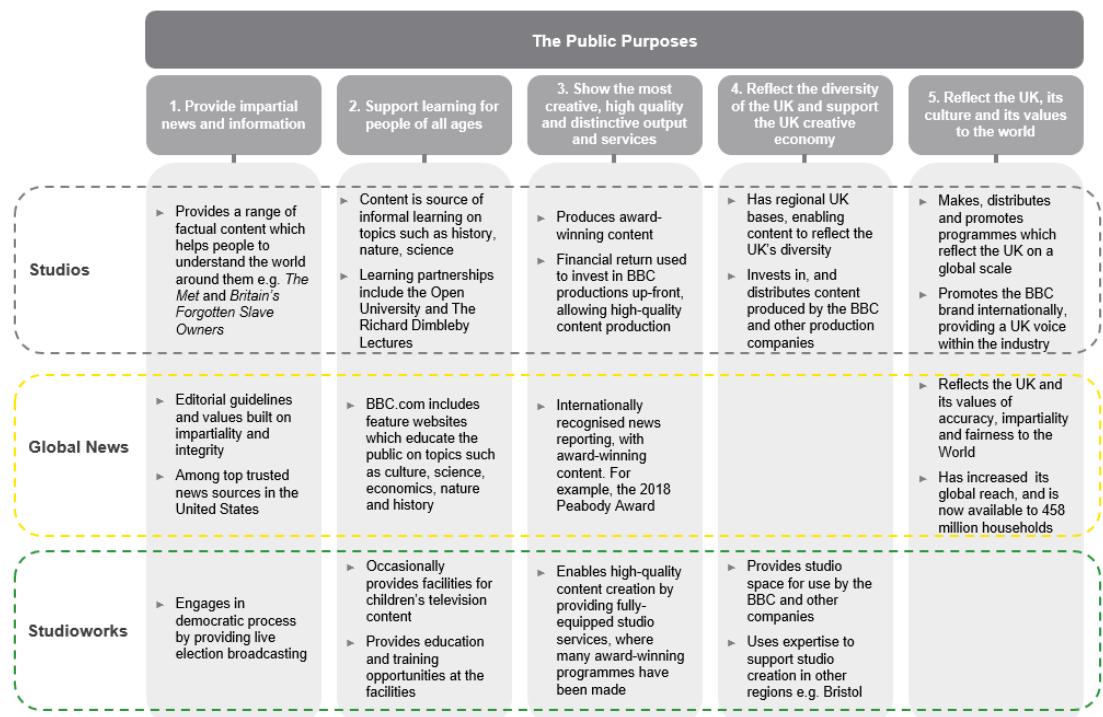 The Public Purposes
1. Provide impartial
news and information
2. Support learning for
people of all ages
3. Show the most
creative, high quality
and distinctive output
and services
4. Reflect the diversity
of the UK and support
the UK creative
economy
5. Reflect the UK, its
culture and its values
to the world
Studios
► Provides a range of
factual content which
helps people to
understand the world
around them e.g. The
Met and Britain's
Forgotten Slave
Owners
► Content is source of
informal learning on
topics such as history,
nature, science
► Learning partnerships
include the Open
University and The
Richard Dimbleby
Lectures
► Produces award-
winning content
► Financial return used
to invest in BBC
productions up-front,
allowing high-quality
content production
► Has regional UK
bases, enabling
content to reflect the
UK's diversity
► Invests in, and
distributes content
produced by the BBC
and other production
companies
► Makes, distributes
and promotes
programmes which
reflect the UK on a
global scale
► Promotes the BBC
brand internationally,
providing a UK voice
within the industry
Global News
► Editorial guidelines
and values built on
impartiality and
integrity
► Among top trusted
news sources in the
United States
► BBC.com includes
feature websites
which educate the
public on topics such
as culture, science,
economics, nature
and history
► Internationally
recognised news
reporting, with
award-winning
content. For
example, the 2018
Peabody Award
► Reflects the UK and
its values of
accuracy, impartiality
and fairness to the
World
► Has increased its
global reach, and is
now available to 458
million households
Studioworks
► Engages in
democratic process
by providing live
election broadcasting
► Occasionally
provides facilities for
children's television
content
► Provides education
and training
opportunities at the
facilities
► Enables high-quality
content creation by
providing fully-
equipped studio
services, where
many award-winning
programmes have
been made
► Provides studio
space for use by the
BBC and other
companies
► Uses expertise to
support studio
creation in other
regions e.g. Bristol